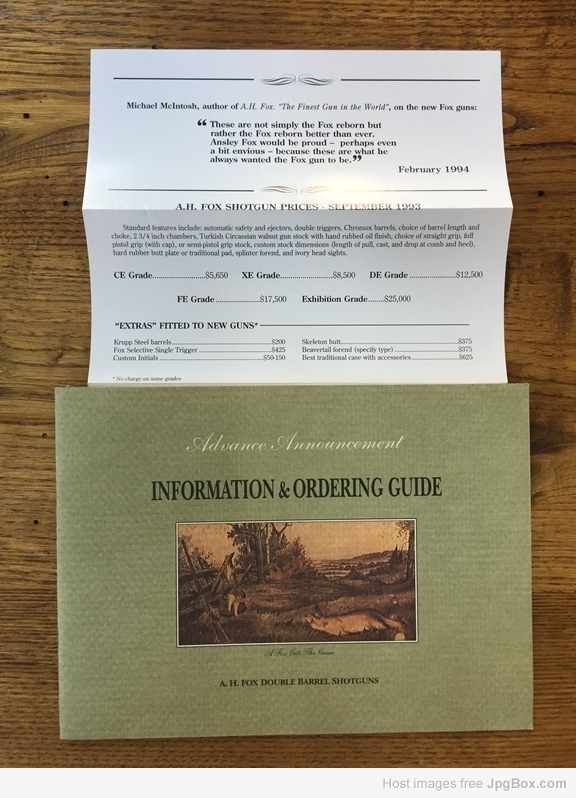 Michael McIntosh, author of A.H. Fox. "The Finest Gun in the World", on the new Fox guns:
“ These are not simply the Fox reborn but
rather the Fox reborn better than ever.
Ansley Fox would be proud – perhaps even
a bit envious – because these are what he
always wanted the Fox gun to be.”
February 1994
A.H. FOX SHOTGUN PRICES - SEPTEMBER 1993
Standard features include: automatic safety and ejectors, double triggers, Chromox barrels, choice of barrel length and
choke, 2 3/4 inch chambers, Turkish Circassian walnut gun stock with hand rubbed oil finish, choice of straight grip, full
pistol grip (with cap), or semi-pistol grip stock, custom stock dimensions (length of pull, cast, and drop at comb and heel),
hard rubber butt plate or traditional pad, splinter forend, and ivory bead sights.
CE Grade..................$5,650 XE Grade..................$8,500 DE Grade................$12,500
FE Grade................$17,500 Exhibition Grade......$25,000
"EXTRAS" FITTED TO NEW GUNS*
Krupp Steel barrels..........................$200 Skeleton butt..........................$375
Fox Selective Single Trigger..........................$425 Beavertail forend (specify type)..........................$375
Custom Initials..........................$50-150 Best traditional case with accessories..........................$625
* No charge on some grades
Advance Announcement
INFORMATION & ORDERING GUIDE
A Fox Gets The Game
A. H. FOX DOUBLE BARREL SHOTGUNS
Host images free JpgBox.com